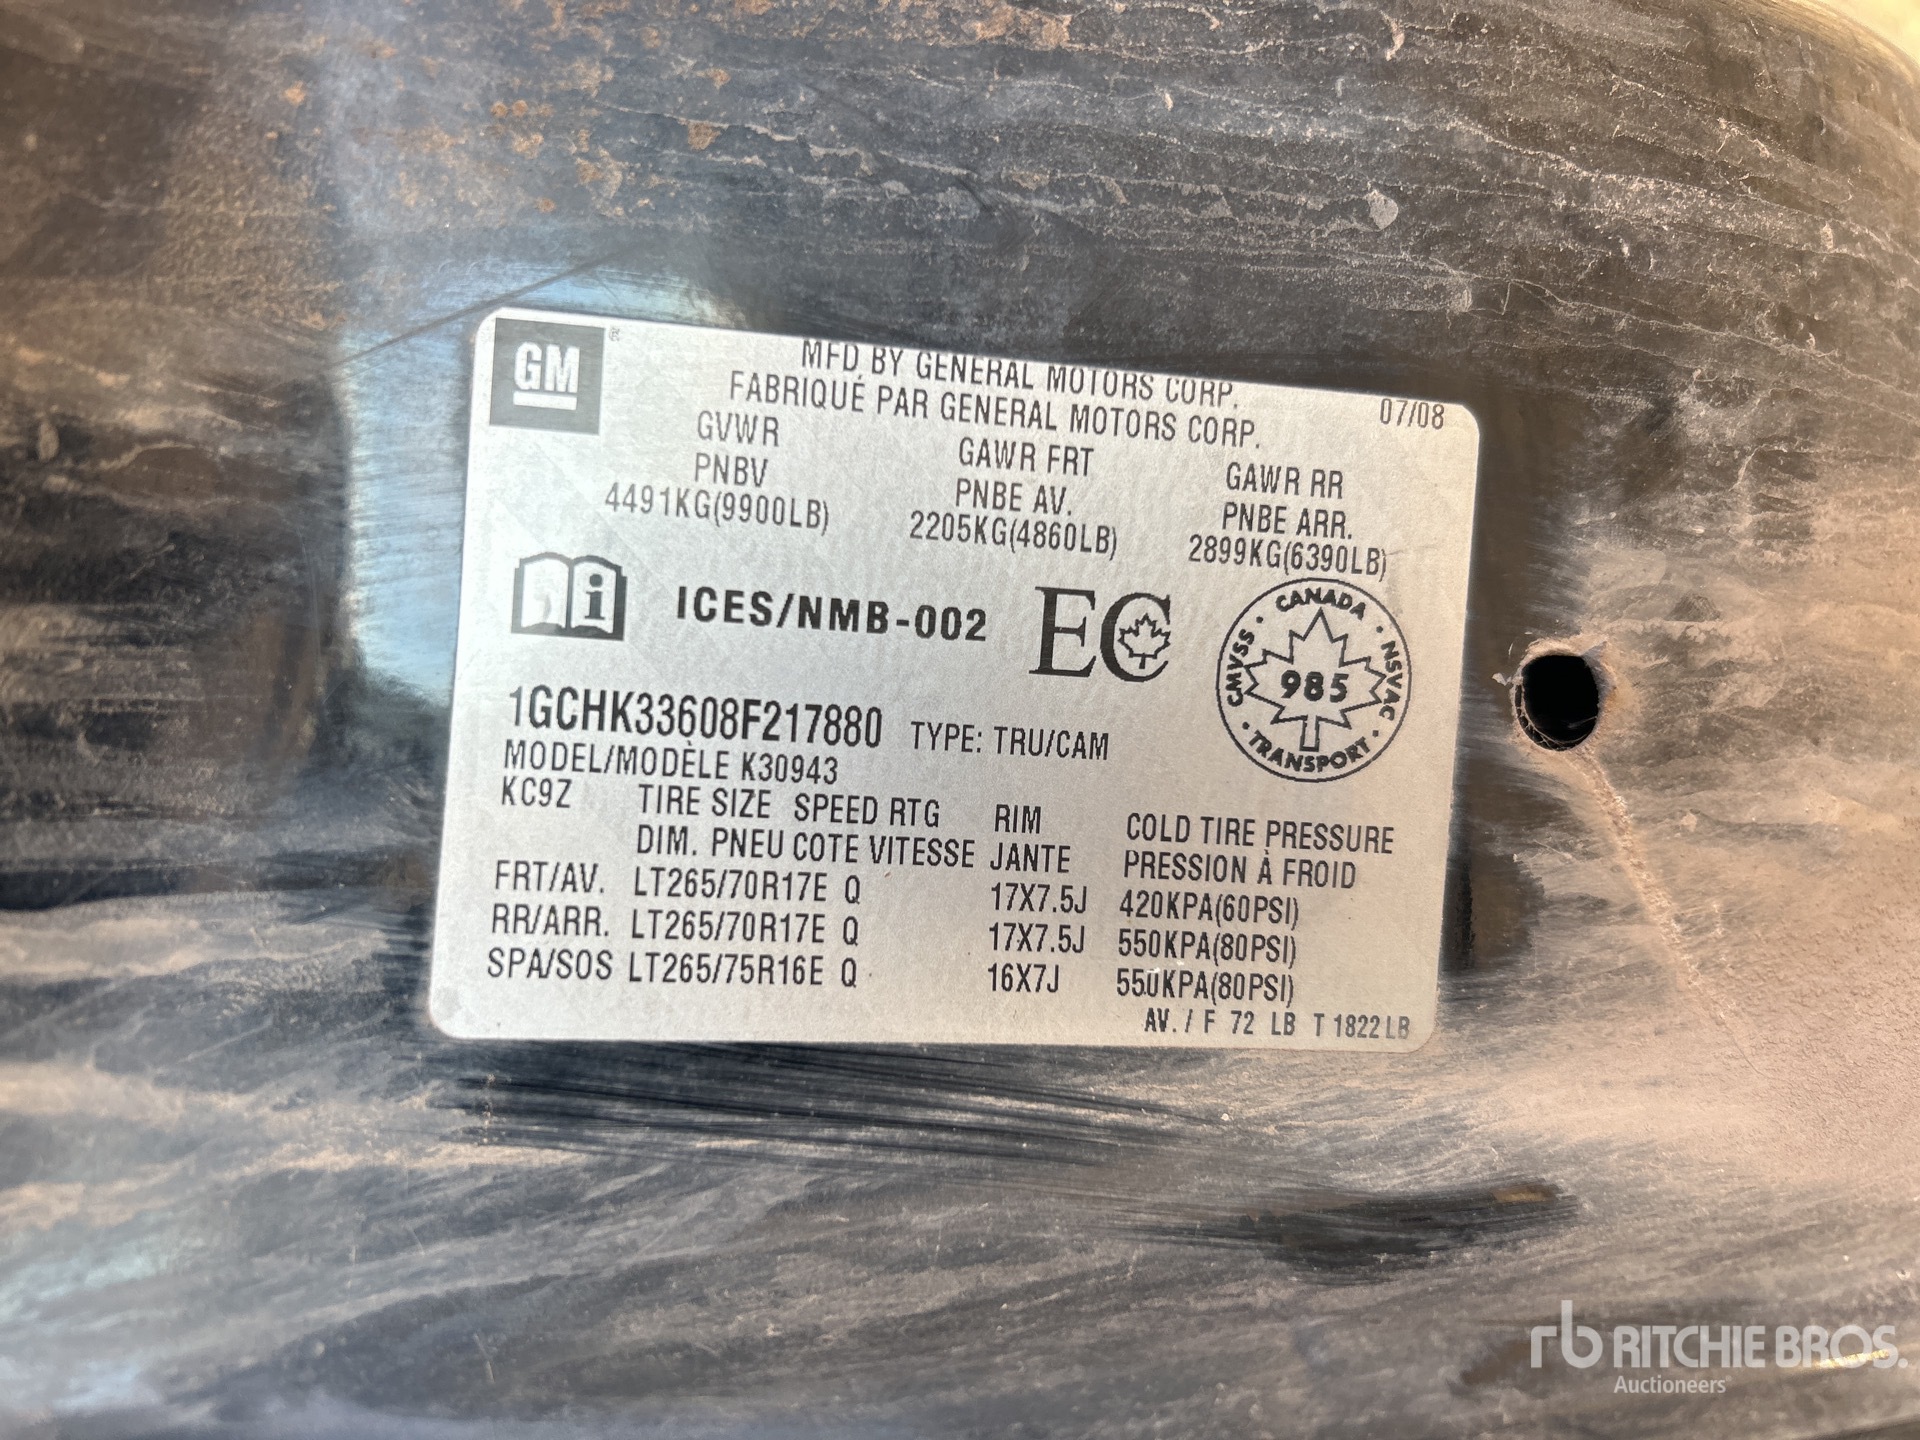 GM
MFD BY GENERAL MOTORS CORP.
FABRIQUÉ PAR GENERAL MOTORS CORP.
07/08
GVWR GAWR FRT GAWR RR
PNBV PNBE AV. PNBE ARR.
4491KG(9900LB) 2205KG(4860LB) 2899KG(6390LB)
i ICES/NMB-002 EC
CANADA · NSVAC · TRANSPORT · CMVSS ·
985
1GCHK33608F217880 TYPE: TRU/CAM
MODEL/MODÈLE K30943
KC9Z TIRE SIZE SPEED RTG RIM COLD TIRE PRESSURE
DIM. PNEU COTE VITESSE JANTE PRESSION À FROID
FRT/AV. LT265/70R17E Q 17X7.5J 420KPA(60PSI)
RR/ARR. LT265/70R17E Q 17X7.5J 550KPA(80PSI)
SPA/SOS LT265/75R16E Q 16X7J 550KPA(80PSI)
AV. / F 72 LB T 1822 LB
rb RITCHIE BROS.
Auctioneers